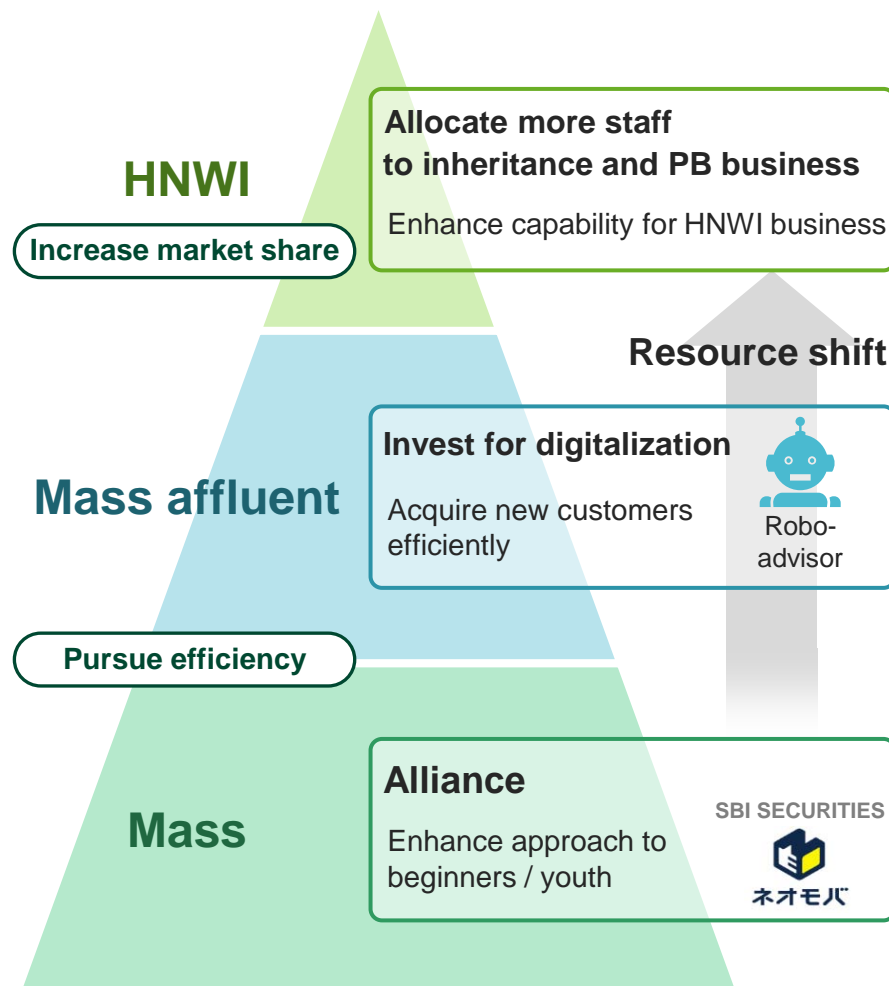 HNWI
Increase market share
Allocate more staff
to inheritance and PB business
Enhance capability for HNWI business
Resource shift
Mass affluent
Invest for digitalization
Acquire new customers
efficiently
Robo-
advisor
Pursue efficiency
Mass
Alliance
Enhance approach to
beginners / youth
SBI SECURITIES
ネオモバ